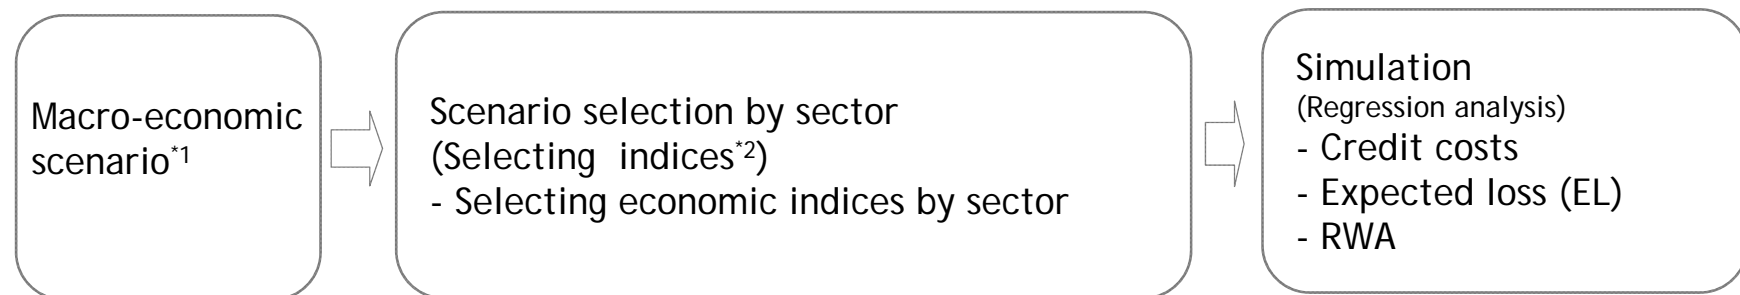 Macro-economic
scenario*1
Scenario selection by sector
(Selecting indices*2)
- Selecting economic indices by sector
Simulation
(Regression analysis)
- Credit costs
- Expected loss (EL)
- RWA